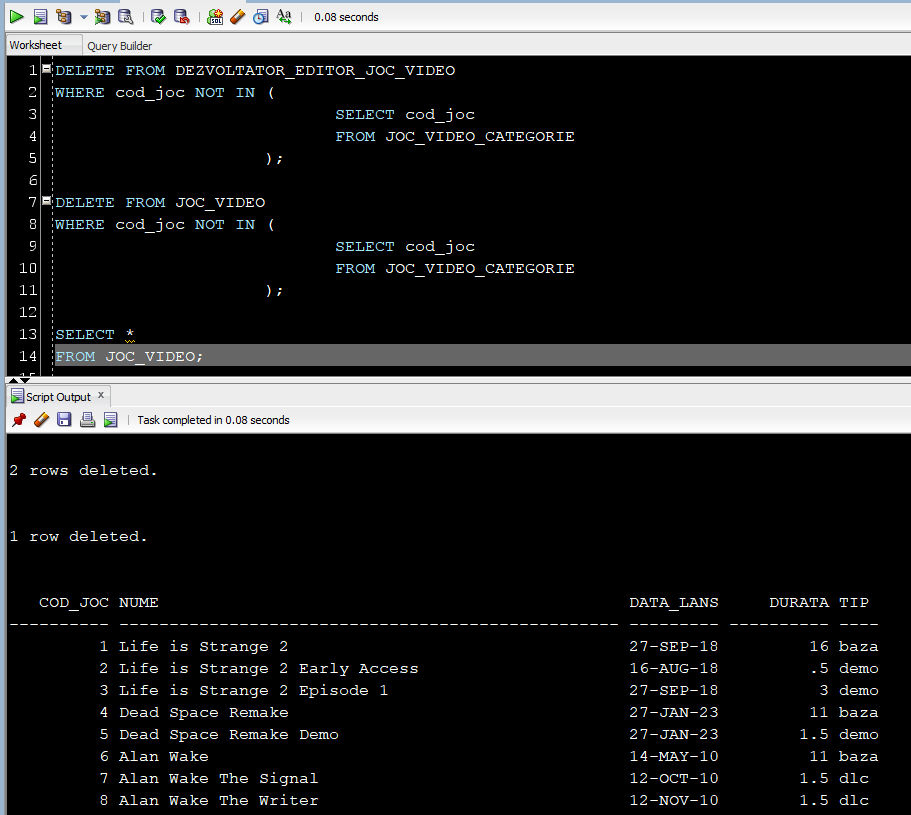 SQL Aa 0.08 seconds
Worksheet Query Builder
1 DELETE FROM DEZVOLTATOR_EDITOR_JOC_VIDEO
2 WHERE cod_joc NOT IN (
3 SELECT cod_joc
4 FROM JOC_VIDEO_CATEGORIE
5 );
6
7 DELETE FROM JOC_VIDEO
8 WHERE cod_joc NOT IN (
9 SELECT cod_joc
10 FROM JOC_VIDEO_CATEGORIE
11 );
12
13 SELECT *
14 FROM JOC_VIDEO;
Script Output x
Task completed in 0.08 seconds
2 rows deleted.
1 row deleted.
COD_JOC NUME DATA_LANS DURATA TIP
---------- -------------------------------------------------- --------- ---------- ----
1 Life is Strange 2 27-SEP-18 16 baza
2 Life is Strange 2 Early Access 16-AUG-18 .5 demo
3 Life is Strange 2 Episode 1 27-SEP-18 3 demo
4 Dead Space Remake 27-JAN-23 11 baza
5 Dead Space Remake Demo 27-JAN-23 1.5 demo
6 Alan Wake 14-MAY-10 11 baza
7 Alan Wake The Signal 12-OCT-10 1.5 dlc
8 Alan Wake The Writer 12-NOV-10 1.5 dlc